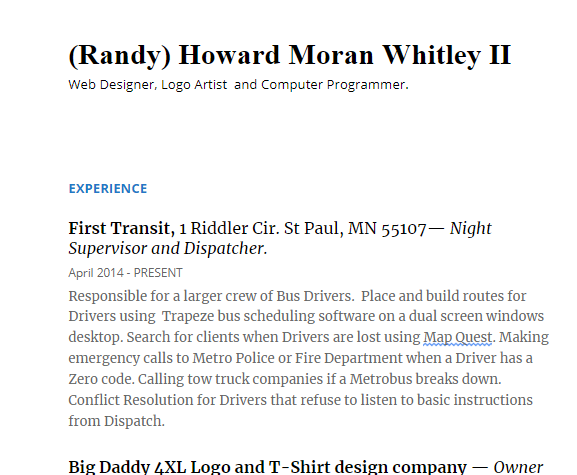 (Randy) Howard Moran Whitley II
Web Designer, Logo Artist  and Computer Programmer.
EXPERIENCE
First Transit, 1 Riddler Cir. St Paul, MN 55107— Night
Supervisor and Dispatcher.
April 2014 - PRESENT
Responsible for a larger crew of Bus Drivers.  Place and build routes for
Drivers using  Trapeze bus scheduling software on a dual screen windows
desktop. Search for clients when Drivers are lost using Map Quest. Making
emergency calls to Metro Police or Fire Department when a Driver has a
Zero code. Calling tow truck companies if a Metrobus breaks down.
Conflict Resolution for Drivers that refuse to listen to basic instructions
from Dispatch.
Big Daddy 4XL Logo and T-Shirt design company — Owner